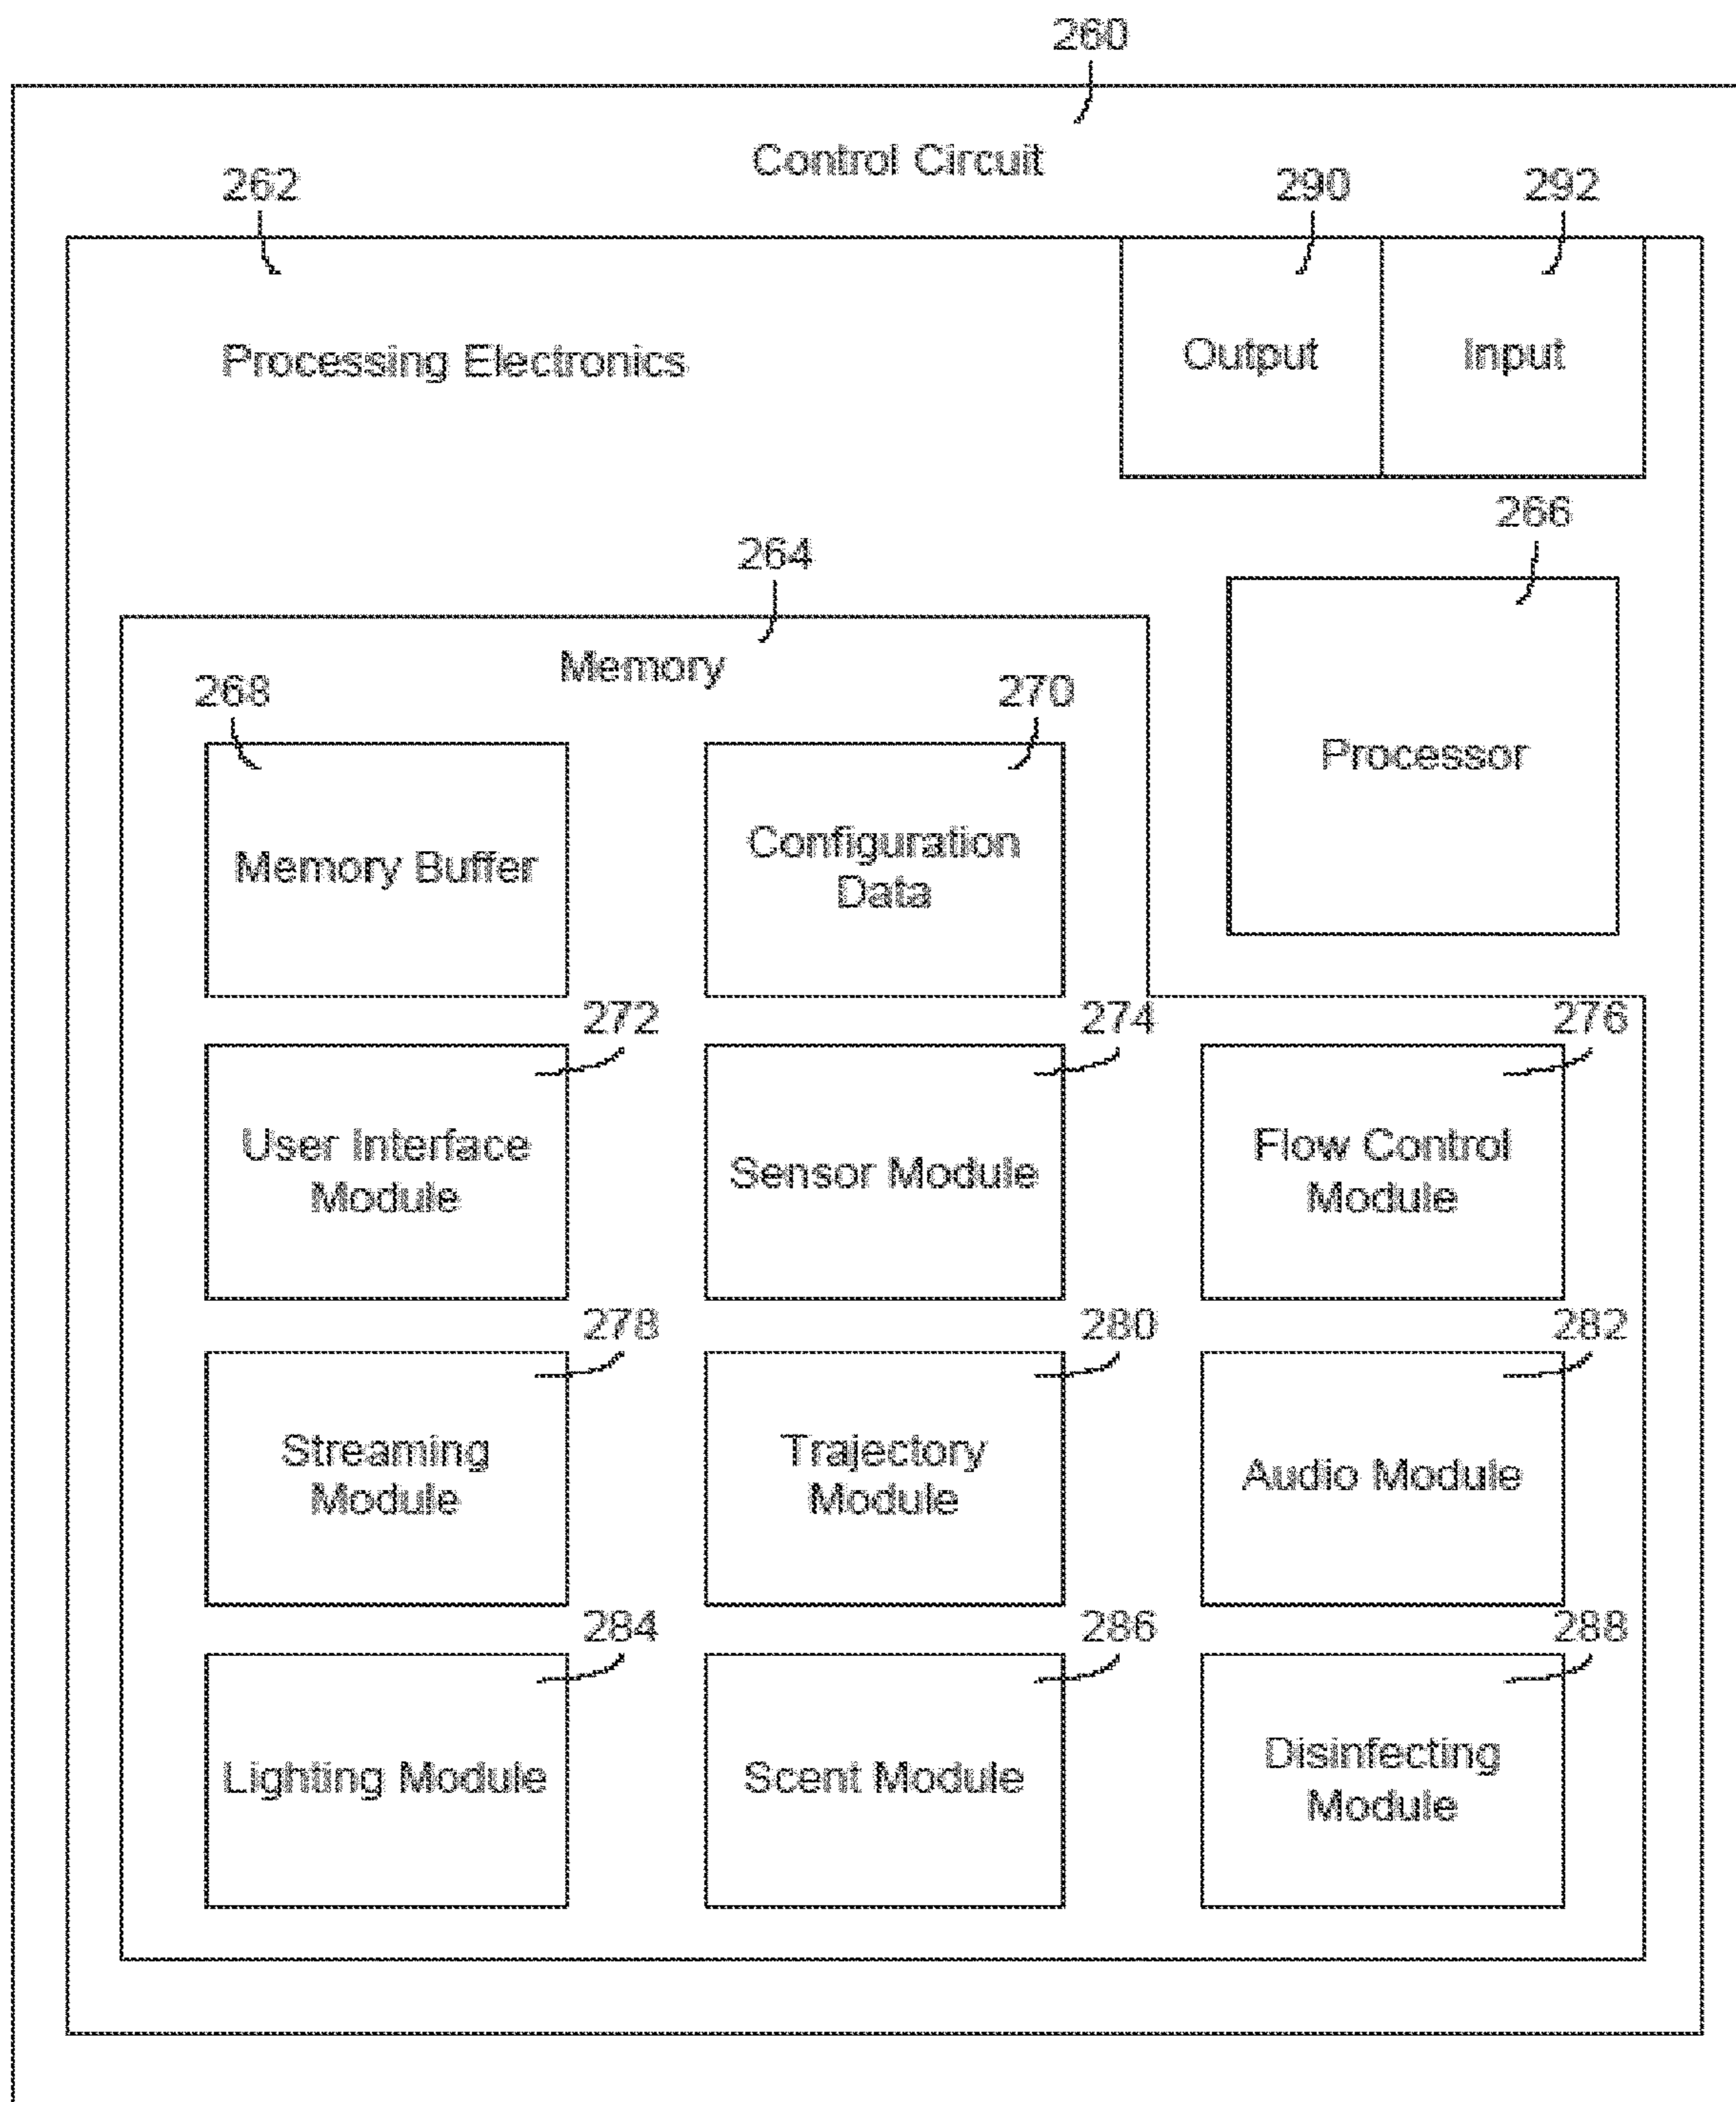 260
Control Circuit
262
290
292
Processing Electronics
Output
Input
266
264
Memory
Processor
268
270
Memory Buffer
Configuration
Data
272
274
276
User Interface
Module
Sensor Module
Flow Control
Module
278
280
282
Streaming
Module
Trajectory
Module
Audio Module
284
286
288
Lighting Module
Scent Module
Disinfecting
Module